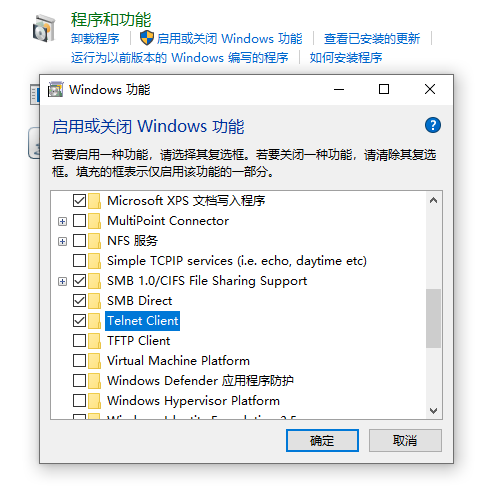 程序和功能
卸载程序 启用或关闭 Windows 功能 查看已安装的更新
运行为以前版本的 Windows 编写的程序 如何安装程序
Windows 功能
启用或关闭 Windows 功能
若要启用一种功能，请选择其复选框。若要关闭一种功能，请清除其复选
框。填充的框表示仅启用该功能的一部分。
Microsoft XPS 文档写入程序
MultiPoint Connector
NFS 服务
Simple TCPIP services (i.e. echo, daytime etc)
SMB 1.0/CIFS File Sharing Support
SMB Direct
Telnet Client
TFTP Client
Virtual Machine Platform
Windows Defender 应用程序防护
Windows Hypervisor Platform
Windows Identity Foundation 3.5
确定 取消